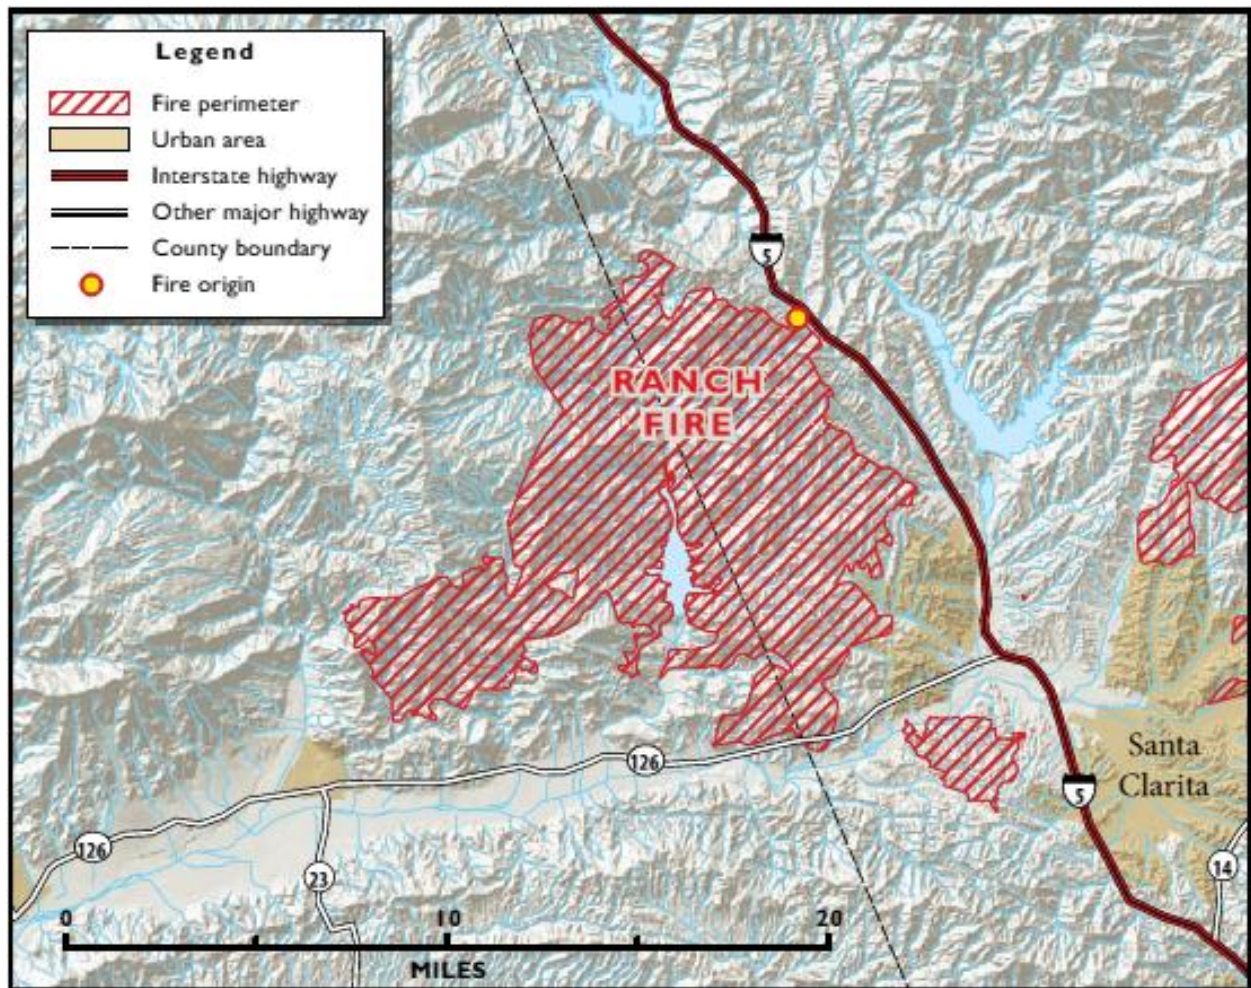 Legend
Fire perimeter
Urban area
Interstate highway
Other major highway
County boundary
Fire origin
5
RANCH
FIRE
Santa
Clarita
126
5
126
23
14
0 10 20
MILES